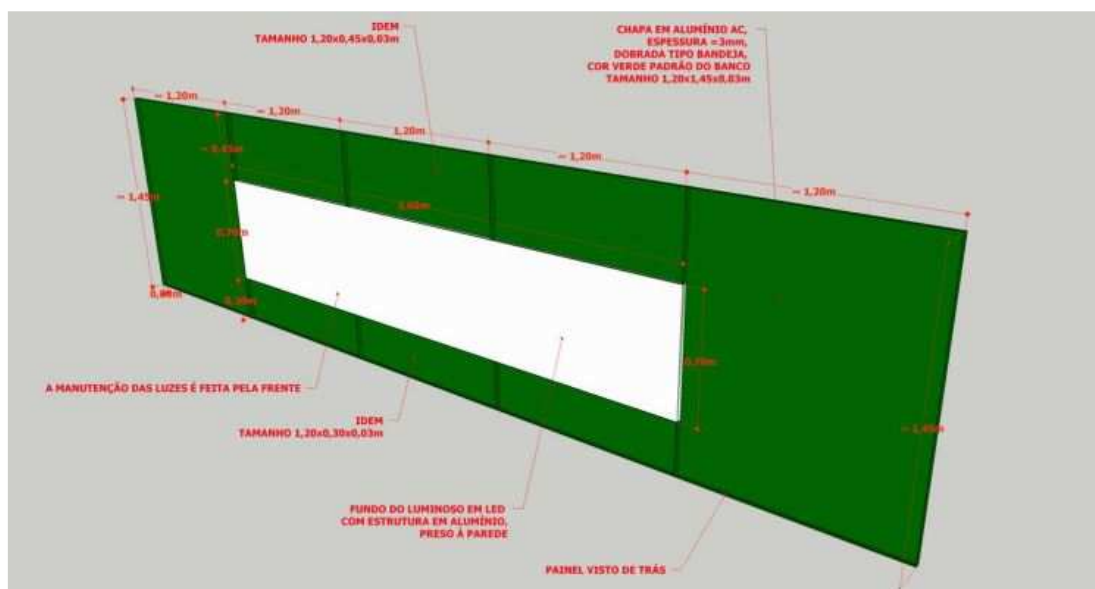 IDEM
TAMANHO 1,20x0,45x0,03m
CHAPA EM ALUMÍNIO AC,
ESPESSURA =3mm,
DOBRADA TIPO BANDEJA,
COR VERDE PADRÃO DO BANCO
TAMANHO 1,20x1,45x0,03m
~ 1,20m
~ 1,20m
1,20m
~ 1,20m
~ 1,20m
~ 1,45m
3,60m
0,70m
0,30m
0,70m
~ 1,45m
A MANUTENÇÃO DAS LUZES É FEITA PELA FRENTE
IDEM
TAMANHO 1,20x0,30x0,03m
FUNDO DO LUMINOSO EM LED
COM ESTRUTURA EM ALUMÍNIO,
PRESO À PAREDE
PAINEL VISTO DE TRÁS